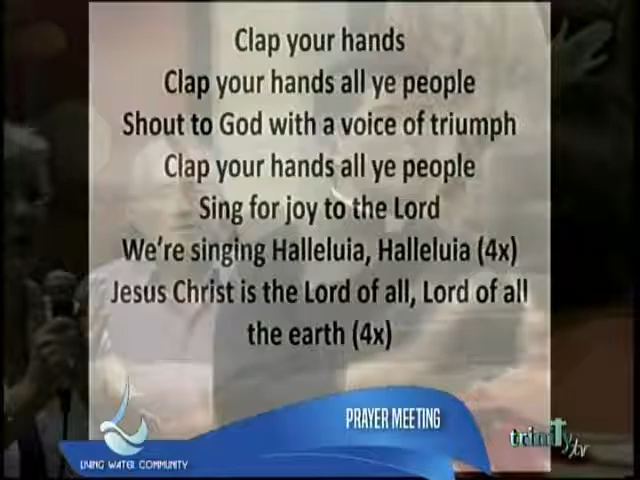 Clap your hands
Clap your hands all ye people
Shout to God with a voice of triumph
Clap your hands all ye people
Sing for joy to the Lord
We're singing Halleluia, Halleluia (4x)
Jesus Christ is the Lord of all, Lord of all
the earth (4x)
PRAYER MEETING
trinity.tv
LIVING WATER COMMUNITY